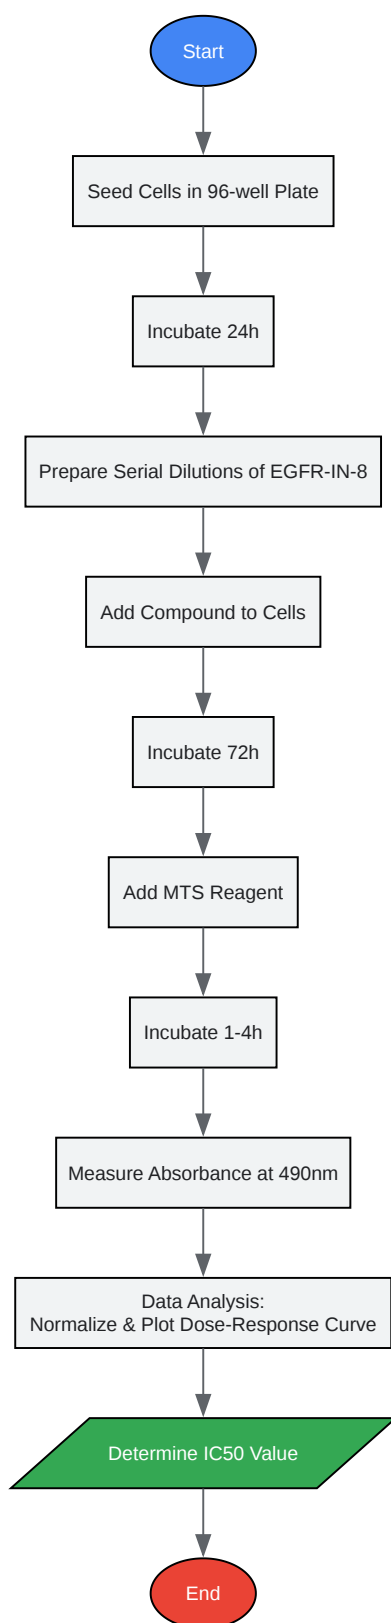 Start
Seed Cells in 96-well Plate
Incubate 24h
Prepare Serial Dilutions of EGFR-IN-8
Add Compound to Cells
Incubate 72h
Add MTS Reagent
Incubate 1-4h
Measure Absorbance at 490nm
Data Analysis:
Normalize & Plot Dose-Response Curve
Determine IC50 Value
End